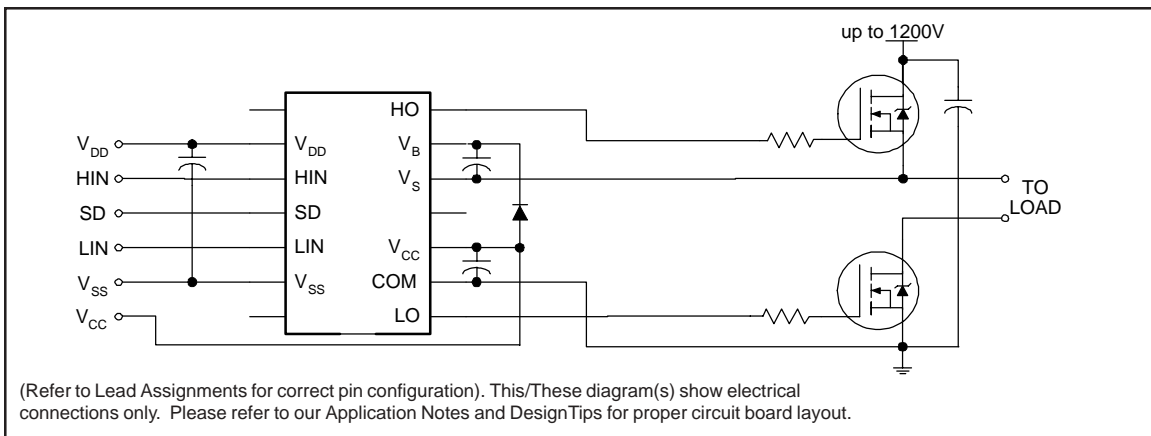 up to 1200V
HO
V_DD
V_DD
V_B
HIN
HIN
V_S
TO
LOAD
SD
SD
LIN
LIN
V_CC
V_SS
V_SS
COM
V_CC
LO
(Refer to Lead Assignments for correct pin configuration). This/These diagram(s) show electrical
connections only. Please refer to our Application Notes and DesignTips for proper circuit board layout.